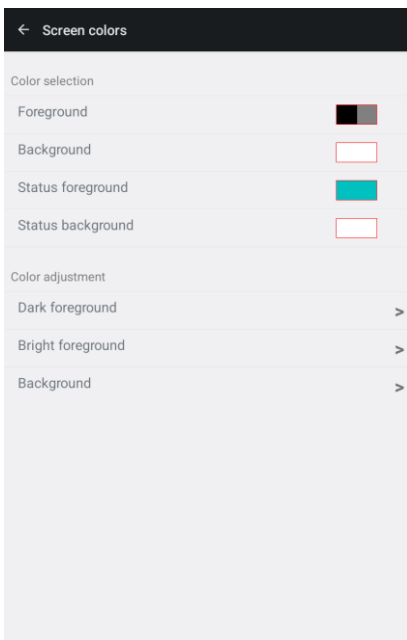 Screen colors
Color selection
Foreground
Background
Status foreground
Status background
Color adjustment
Dark foreground
>
Bright foreground
>
Background
>